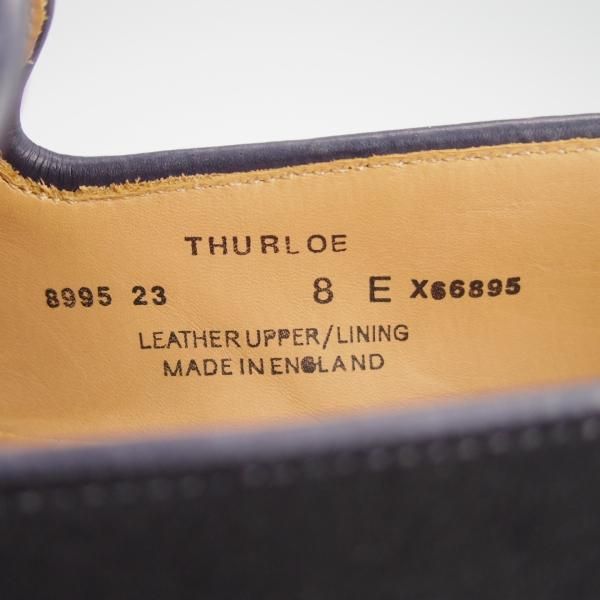 THURLOE
8995 23 8 E X66895
LEATHER UPPER/LINING
MADE IN ENGLAND